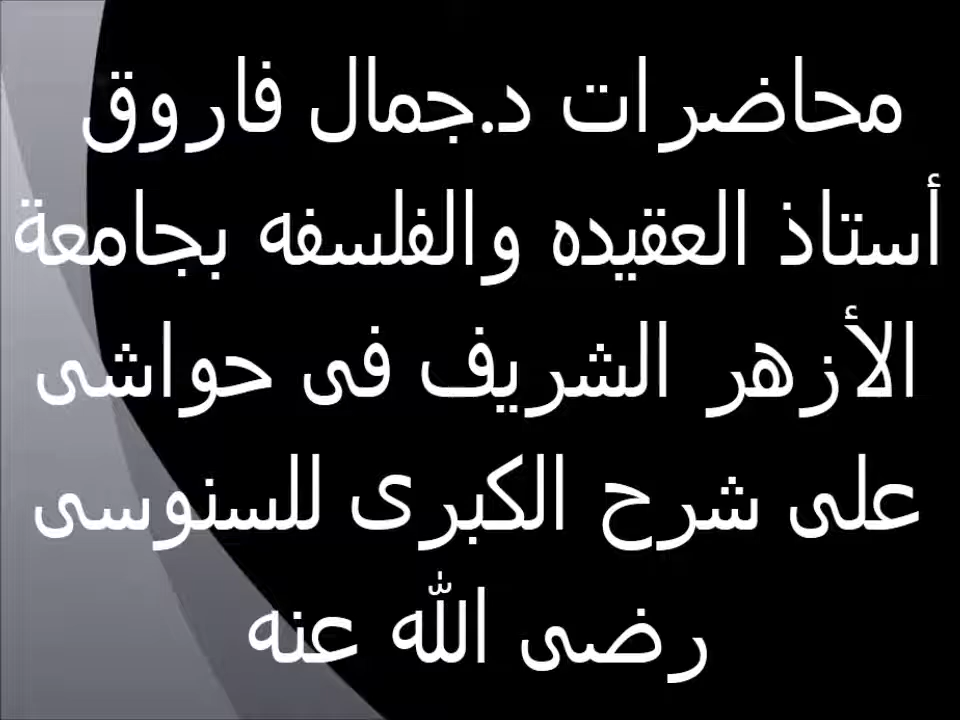 محاضرات د.جمال فاروق
أستاذ العقيده والفلسفه بجامعة
الأزهر الشريف فى حواشى
على شرح الكبرى للسنوسى
رضى الله عنه